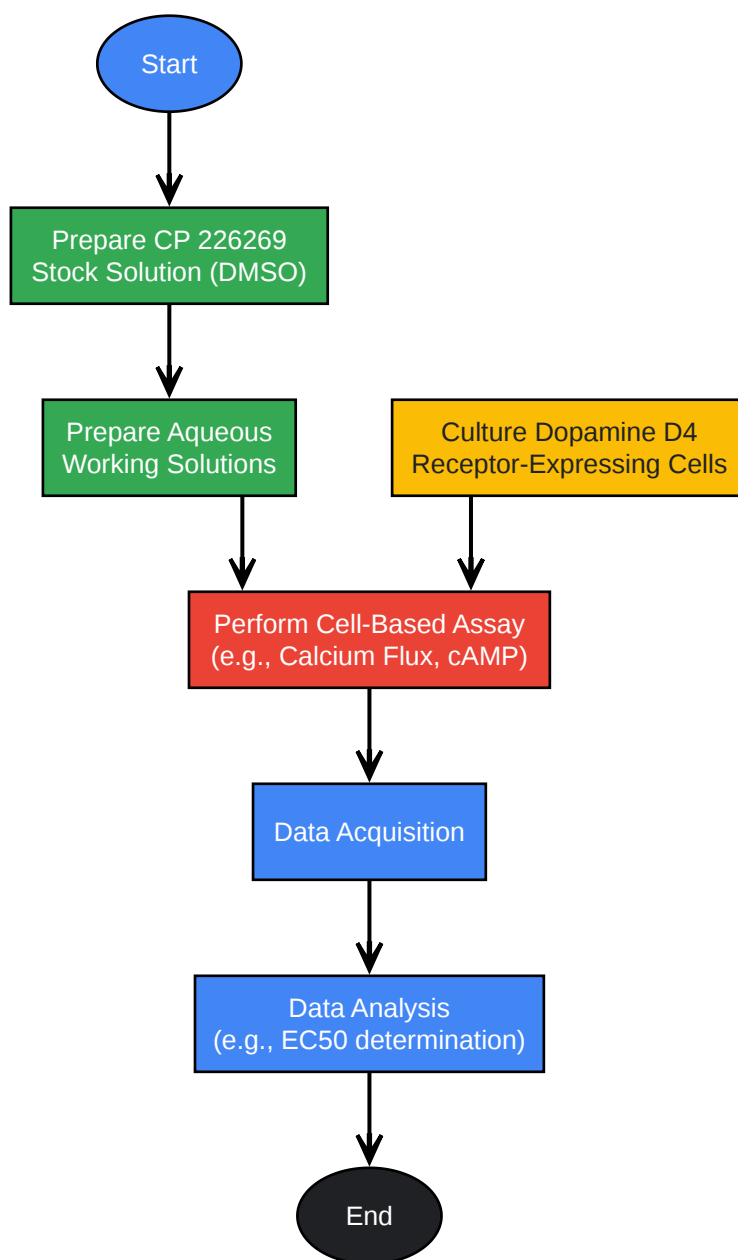 Start
Prepare CP 226269
Stock Solution (DMSO)
Prepare Aqueous
Working Solutions
Culture Dopamine D4
Receptor-Expressing Cells
Perform Cell-Based Assay
(e.g., Calcium Flux, cAMP)
Data Acquisition
Data Analysis
(e.g., EC50 determination)
End